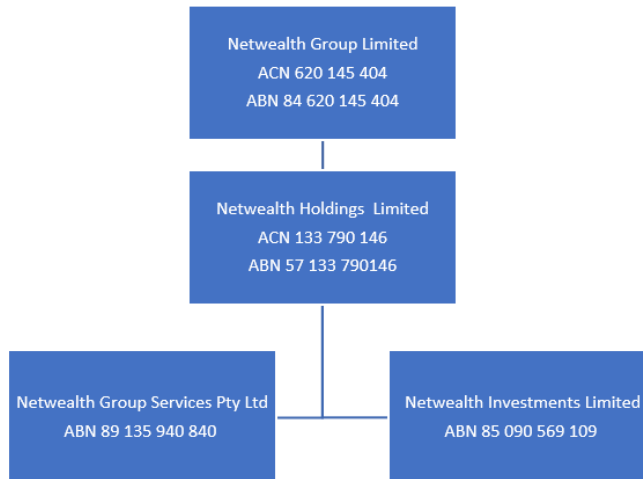 Netwealth Group Limited
ACN 620 145 404
ABN 84 620 145 404
Netwealth Holdings  Limited
ACN 133 790 146
ABN 57 133 790146
Netwealth Group Services Pty Ltd
ABN 89 135 940 840
Netwealth Investments Limited
ABN 85 090 569 109